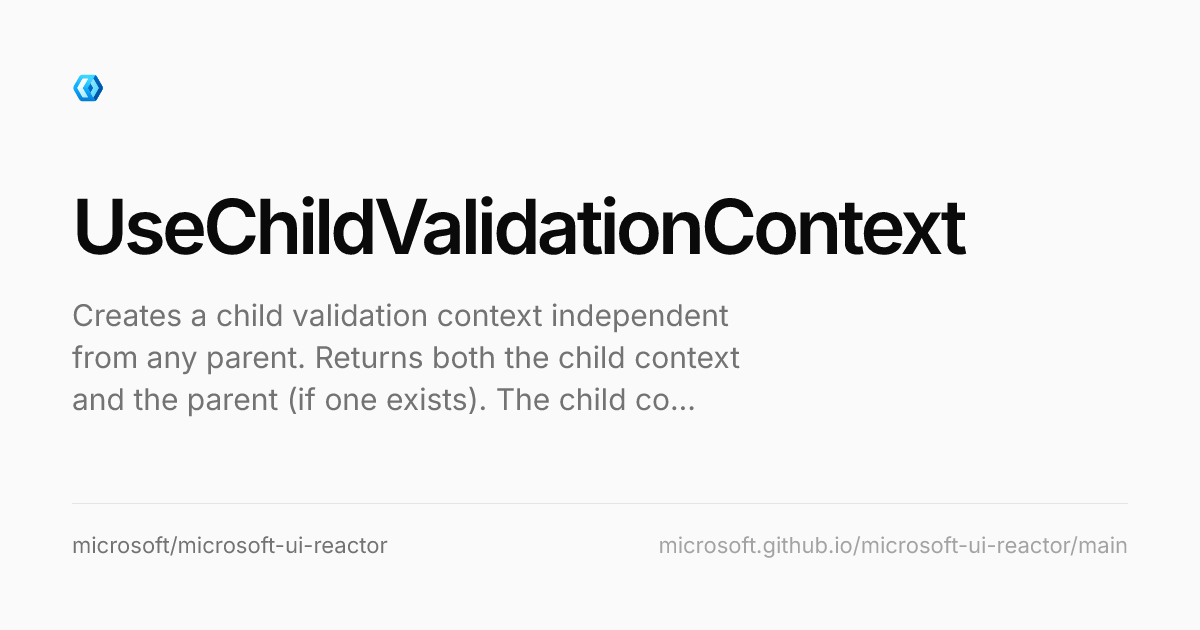 UseChildValidationContext
Creates a child validation context independent
from any parent. Returns both the child context
and the parent (if one exists). The child co...
microsoft/microsoft-ui-reactor
microsoft.github.io/microsoft-ui-reactor/main